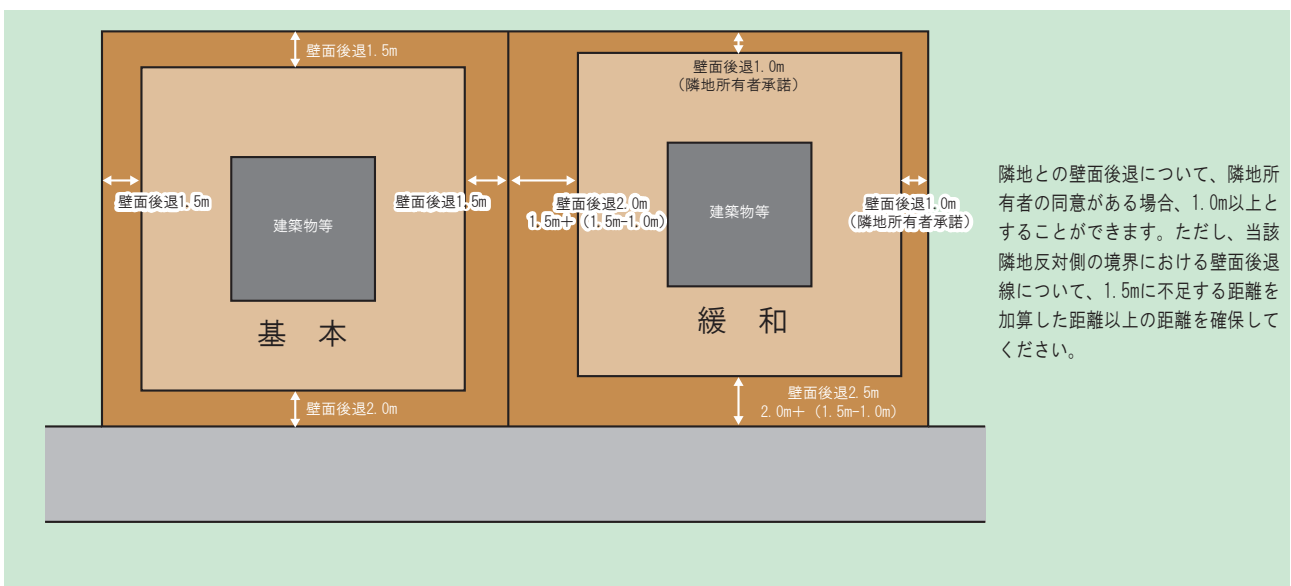 壁面後退1.5m
壁面後退1.5m
壁面後退1.5m
建築物等
基　本
壁面後退2.0m
壁面後退1.0m
（隣地所有者承諾）
壁面後退2.0m
1.5m＋（1.5m-1.0m）
建築物等
壁面後退1.0m
（隣地所有者承諾）
緩　和
壁面後退2.5m
2.0m＋（1.5m-1.0m）
隣地との壁面後退について、隣地所
有者の同意がある場合、1.0m以上と
することができます。ただし、当該
隣地反対側の境界における壁面後退
線について、1.5mに不足する距離を
加算した距離以上の距離を確保して
ください。